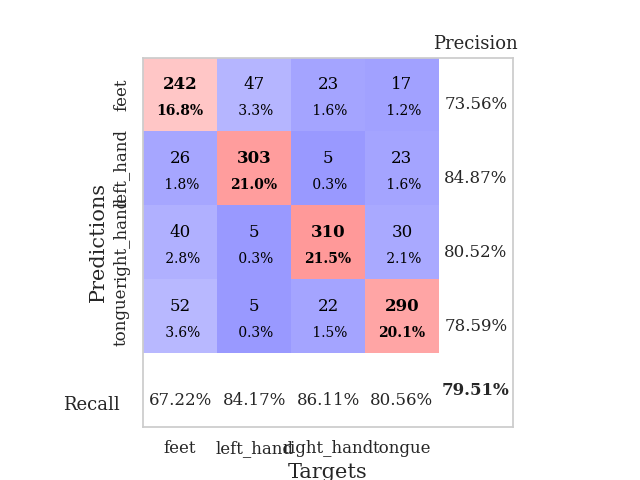 Precision
242 47 23 17
16.8% 3.3% 1.6% 1.2%
73.56%
feet
26 303 5 23
1.8% 21.0% 0.3% 1.6%
84.87%
left_hand
40 5 310 30
2.8% 0.3% 21.5% 2.1%
80.52%
right_hand
52 5 22 290
3.6% 0.3% 1.5% 20.1%
78.59%
tongue
Predictions
Recall
67.22% 84.17% 86.11% 80.56% 79.51%
feet left_hand right_hand tongue
Targets